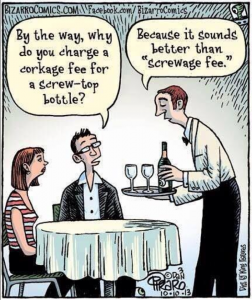 BIZARROCOMICS.COM Facebook.com/BizarroComics
By the way, why
do you charge a
corkage fee for
a screw-top
bottle?
Because it sounds
better than
"screwage fee."
DAN
PIRARO
10-10-13